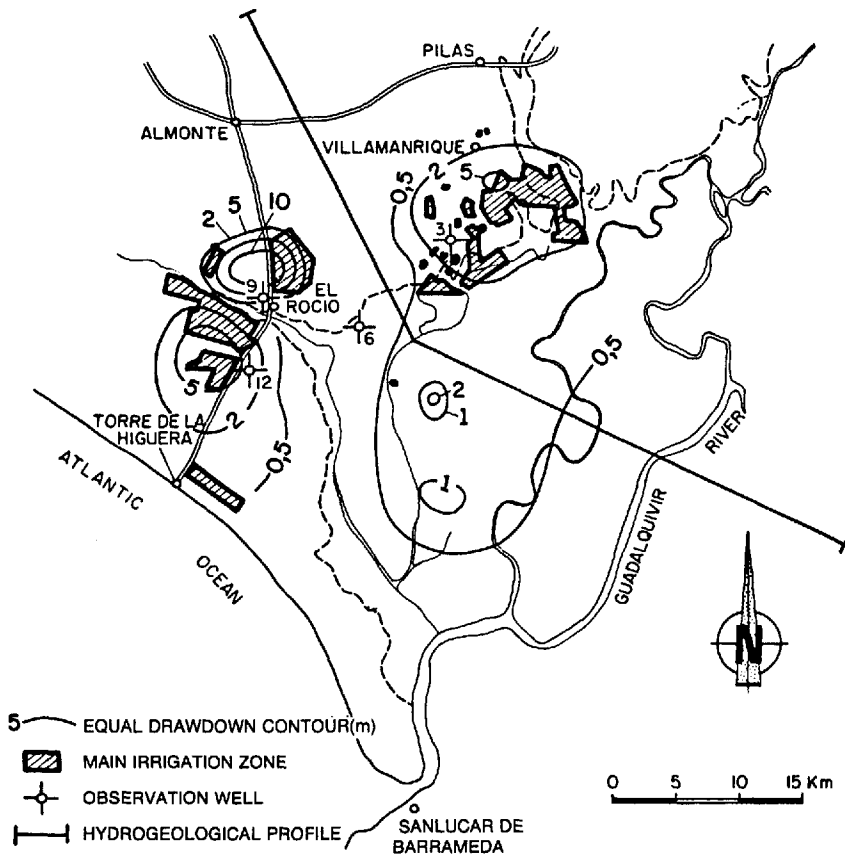 PILAS
ALMONTE
VILLAMANRIQUE
0,5
2
5
2
5
10
3
9
EL
ROCIO
6
0,5
5
12
2
2
1
TORRE DE LA
HIGUERA
0,5
1
ATLANTIC
OCEAN
GUADALQUIVIR
RIVER
N
5 EQUAL DRAWDOWN CONTOUR(m)
MAIN IRRIGATION ZONE
OBSERVATION WELL
HYDROGEOLOGICAL PROFILE
0 5 10 15 Km
SANLUCAR DE
BARRAMEDA